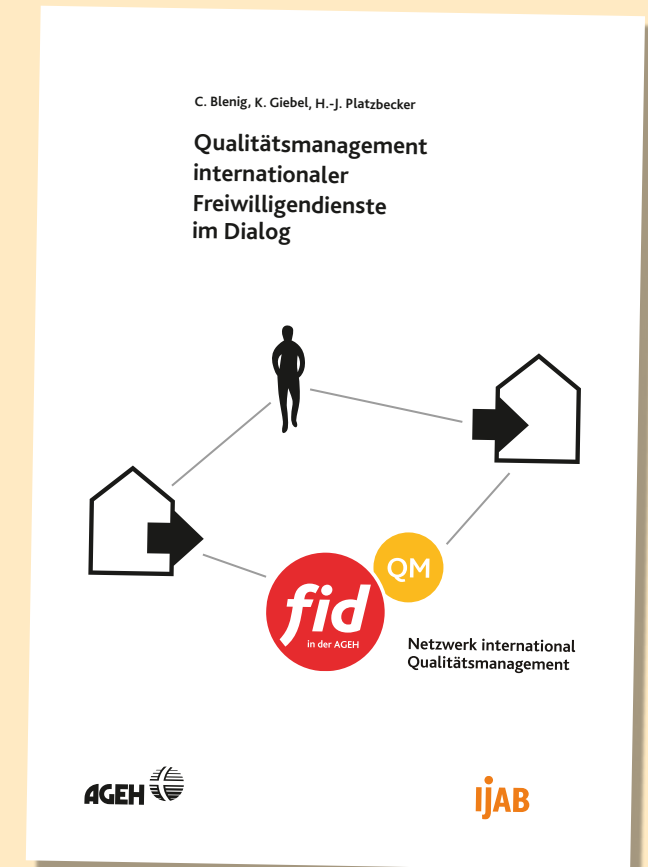 C. Blenig, K. Giebel, H.-J. Platzbecker
Qualitätsmanagement
internationaler
Freiwilligendienste
im Dialog
QM
fid
in der AGEH
Netzwerk international
Qualitätsmanagement
AGEH
IJAB